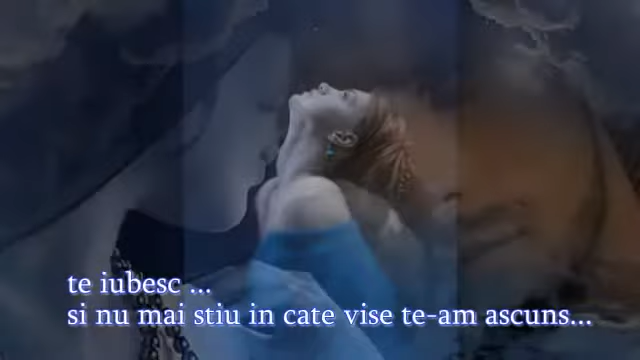 te iubesc ...
si nu mai stiu in cate vise te-am ascuns...